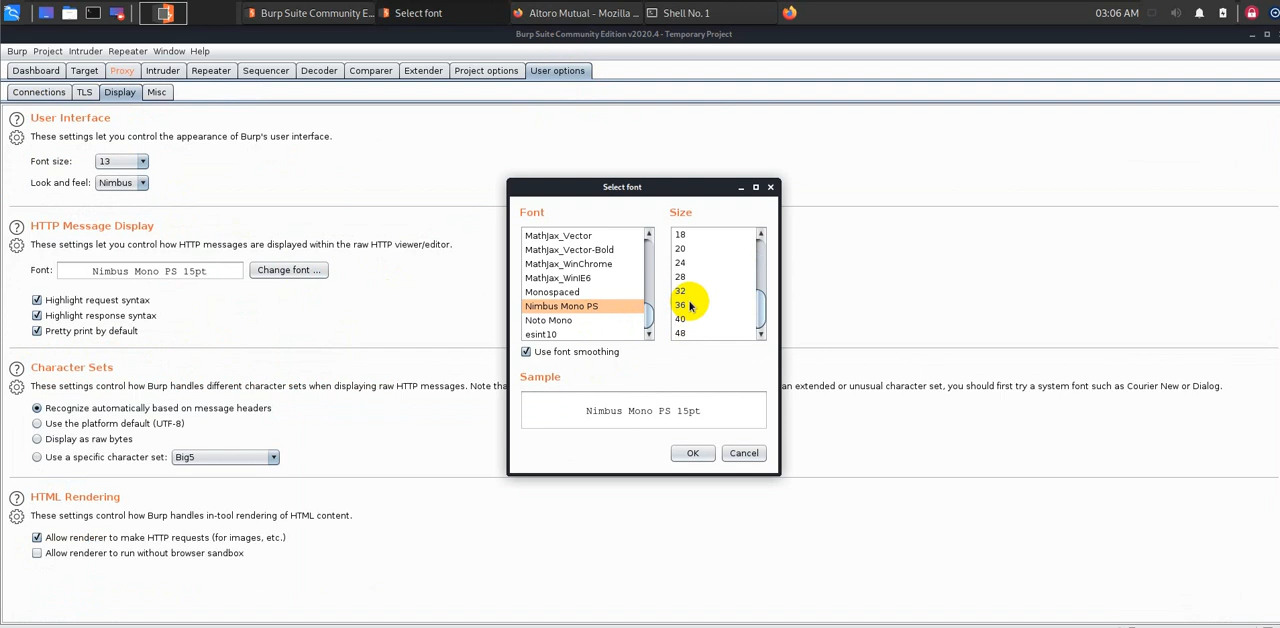 Burp Suite Community E...
Select font
Altoro Mutual - Mozilla ...
Shell No. 1
03:06 AM
Burp Suite Community Edition v2020.4 - Temporary Project
Burp Project Intruder Repeater Window Help
Dashboard Target Proxy Intruder Repeater Sequencer Decoder Comparer Extender Project options User options
Connections TLS Display Misc
User Interface
These settings let you control the appearance of Burp's user interface.
Font size: 13
Look and feel: Nimbus
HTTP Message Display
These settings let you control how HTTP messages are displayed within the raw HTTP viewer/editor.
Font: Nimbus Mono PS 15pt Change font ...
Highlight request syntax
Highlight response syntax
Pretty print by default
Character Sets
These settings control how Burp handles different character sets when displaying raw HTTP messages. Note tha
an extended or unusual character set, you should first try a system font such as Courier New or Dialog.
Recognize automatically based on message headers
Use the platform default (UTF-8)
Display as raw bytes
Use a specific character set: Big5
HTML Rendering
These settings control how Burp handles in-tool rendering of HTML content.
Allow renderer to make HTTP requests (for images, etc.)
Allow renderer to run without browser sandbox
Select font
Font
MathJax_Vector
MathJax_Vector-Bold
MathJax_WinChrome
MathJax_WinIE6
Monospaced
Nimbus Mono PS
Noto Mono
esint10
Size
18
20
24
28
32
36
40
48
Use font smoothing
Sample
Nimbus Mono PS 15pt
OK Cancel